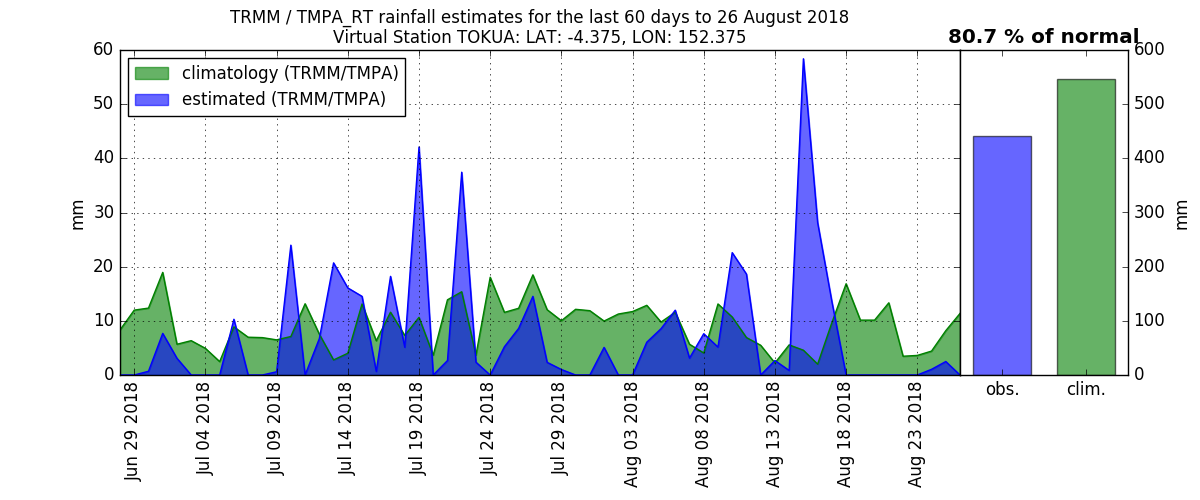 TRMM / TMPA_RT rainfall estimates for the last 60 days to 26 August 2018
Virtual Station TOKUA: LAT: -4.375, LON: 152.375
80.7 % of normal
climatology (TRMM/TMPA)
estimated (TRMM/TMPA)
60
50
40
30
20
10
0
mm
Jun 29 2018
Jul 04 2018
Jul 09 2018
Jul 14 2018
Jul 19 2018
Jul 24 2018
Jul 29 2018
Aug 03 2018
Aug 08 2018
Aug 13 2018
Aug 18 2018
Aug 23 2018
obs.
clim.
600
500
400
300
200
100
0
mm